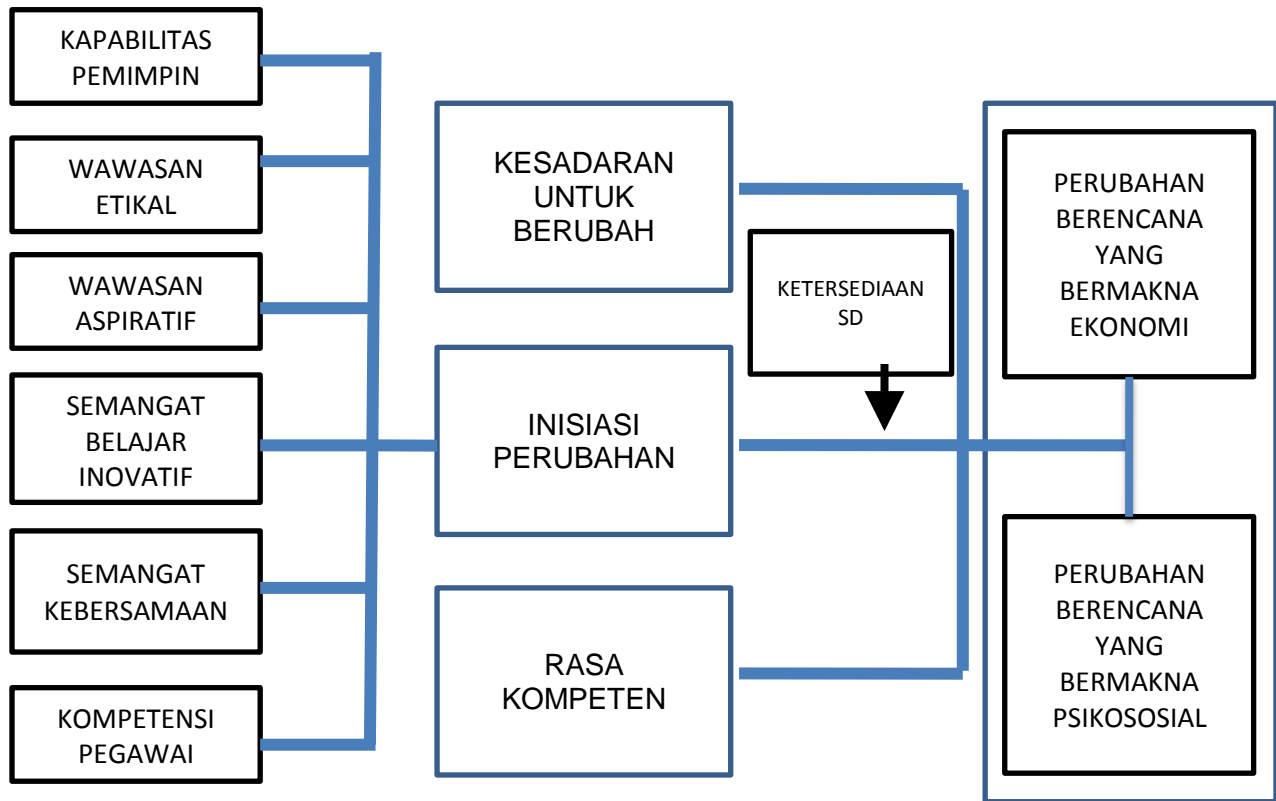 KAPABILITAS
PEMIMPIN
WAWASAN
ETIKAL
WAWASAN
ASPIRATIF
SEMANGAT
BELAJAR
INOVATIF
SEMANGAT
KEBERSAMAAN
KOMPETENSI
PEGAWAI
KESADARAN
UNTUK
BERUBAH
INISIASI
PERUBAHAN
RASA
KOMPETEN
KETERSEDIAAN
SD
PERUBAHAN
BERENCANA
YANG
BERMAKNA
EKONOMI
PERUBAHAN
BERENCANA
YANG
BERMAKNA
PSIKOSOSIAL